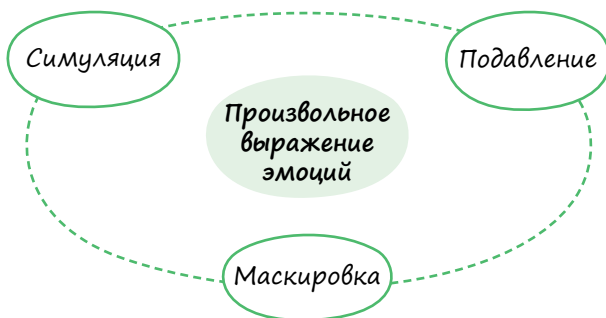 Симуляция
Подавление
Произвольное
выражение
эмоций
Маскировка